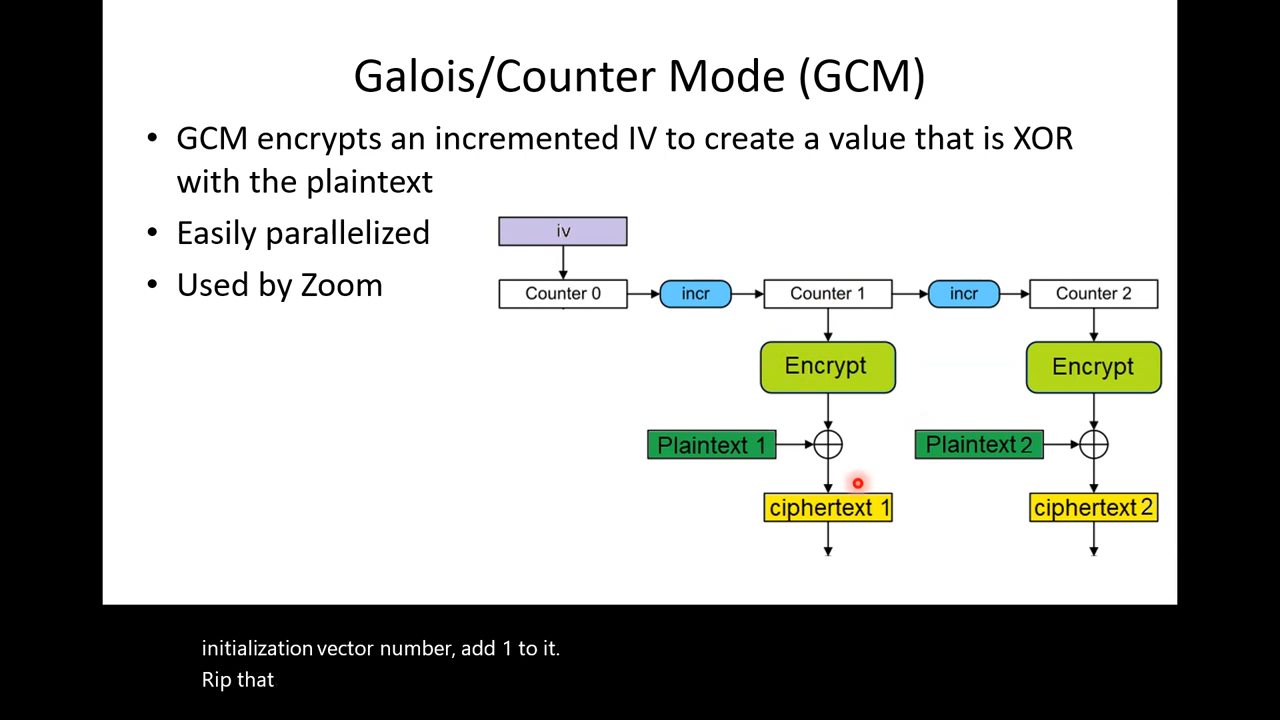 Galois/Counter Mode (GCM)
• GCM encrypts an incremented IV to create a value that is XOR
with the plaintext
• Easily parallelized
• Used by Zoom
iv
Counter 0
incr
Counter 1
incr
Counter 2
Encrypt
Encrypt
Plaintext 1
Plaintext 2
ciphertext 1
ciphertext 2
initialization vector number, add 1 to it.
Rip that